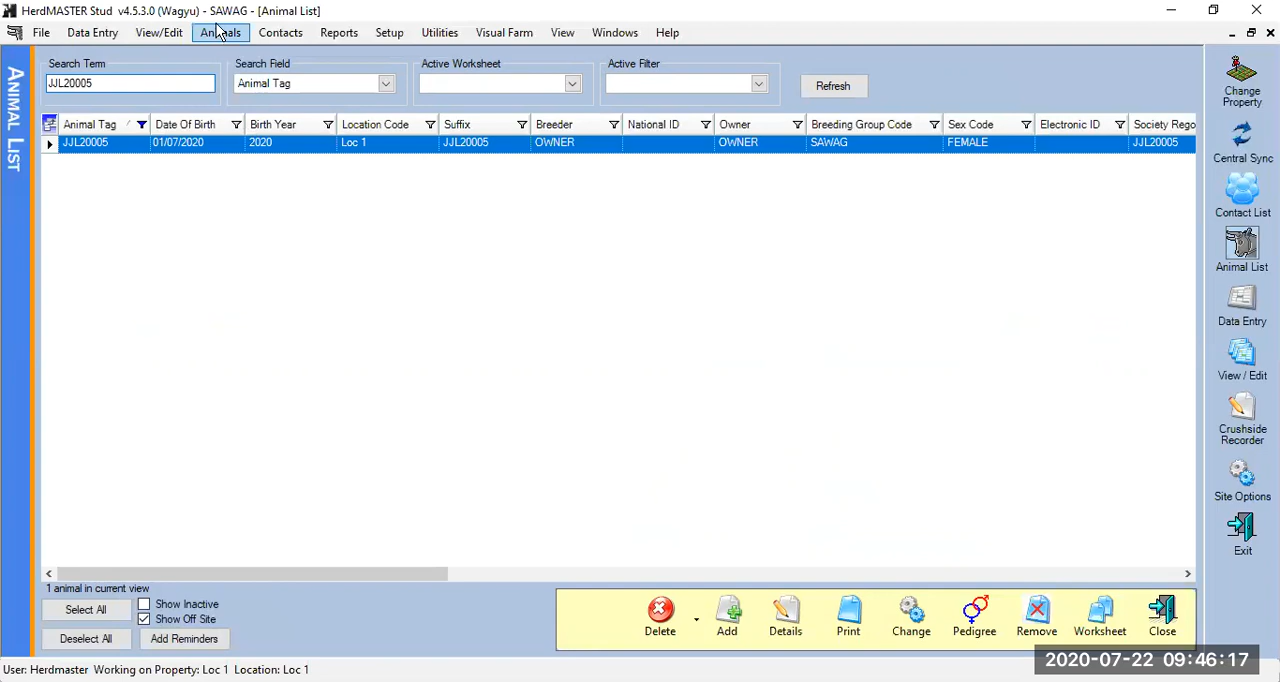 HerdMASTER Stud v4.5.3.0 (Wagyu) - SAWAG - [Animal List]
File Data Entry View/Edit Animals Contacts Reports Setup Utilities Visual Farm View Windows Help
ANIMAL LIST
Search Term Search Field Active Worksheet Active Filter
JJL20005 Animal Tag Refresh
Animal Tag Date Of Birth Birth Year Location Code Suffix Breeder National ID Owner Breeding Group Code Sex Code Electronic ID Society Rego
JJL20005 01/07/2020 2020 Loc 1 JJL20005 OWNER OWNER SAWAG FEMALE JJL20005
Change
Property
Central Sync
Contact List
Animal List
Data Entry
View / Edit
Crushside
Recorder
Site Options
Exit
1 animal in current view
Select All Show Inactive
Show Off Site
Deselect All Add Reminders
Delete Add Details Print Change Pedigree Remove Worksheet Close
2020-07-22 09:46:17
User: Herdmaster Working on Property: Loc 1 Location: Loc 1